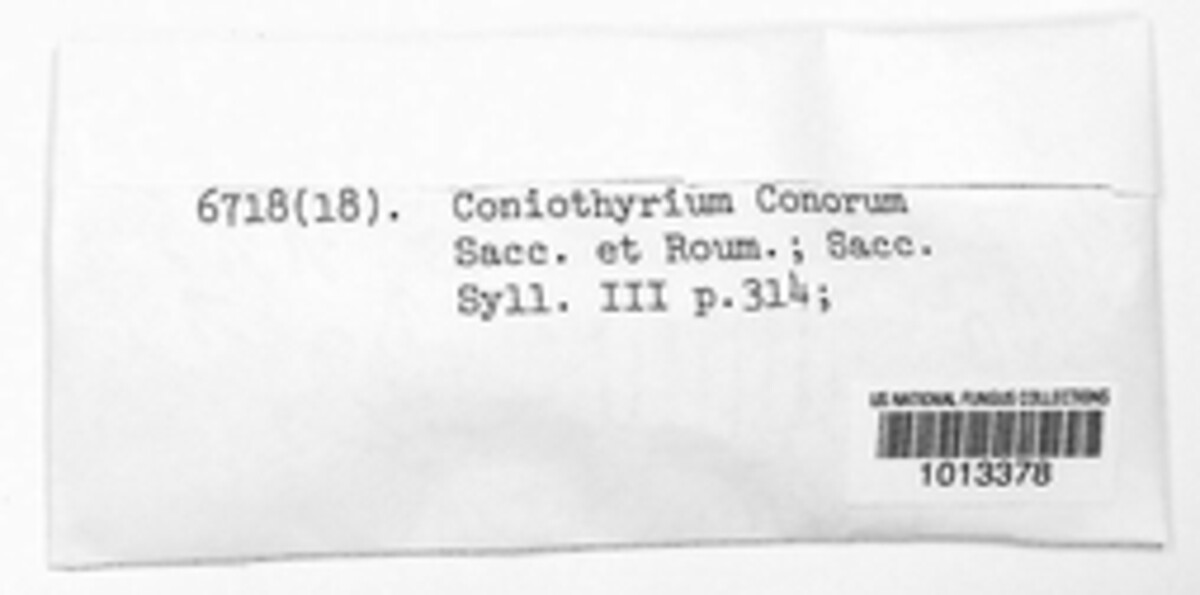 6718(18). Coniothyrium Conorum
Sacc. et Roum.; Sacc.
Syll. III p.314;
US NATIONAL FUNGUS COLLECTIONS
1013378